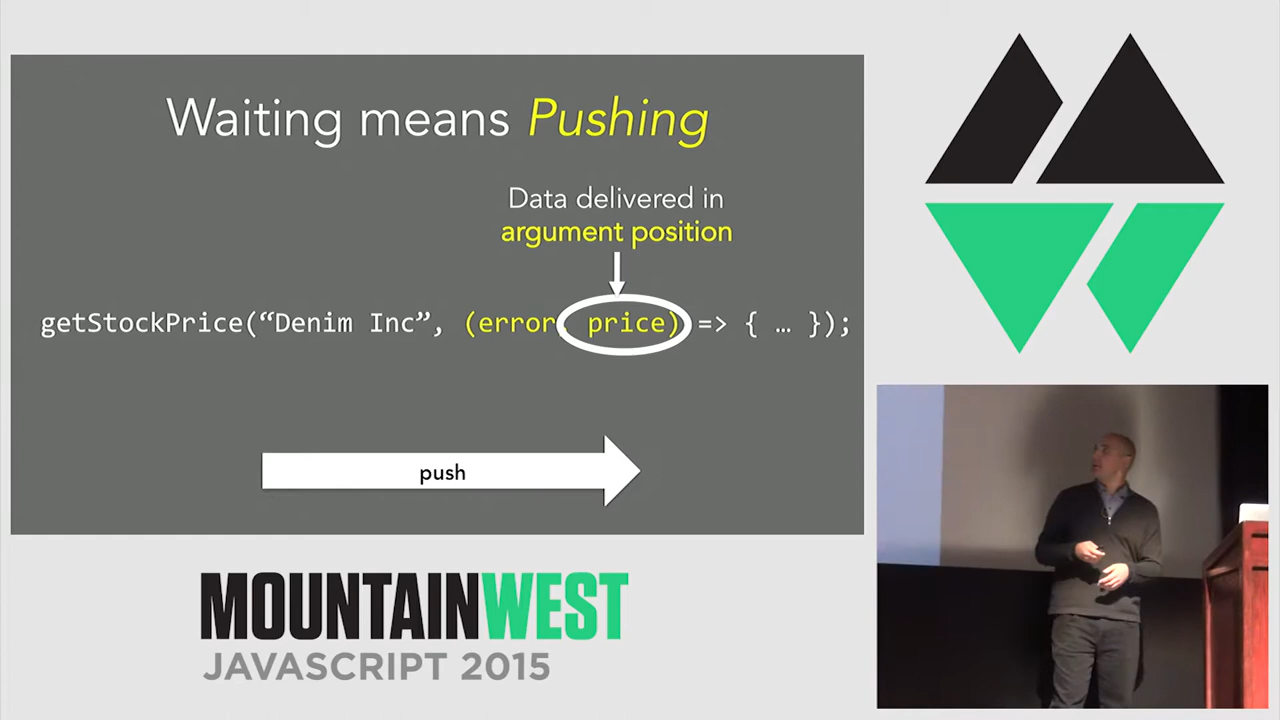 Waiting means Pushing
Data delivered in
argument position
getStockPrice(“Denim Inc”, (error, price) => { … });
push
MOUNTAINWEST
JAVASCRIPT 2015